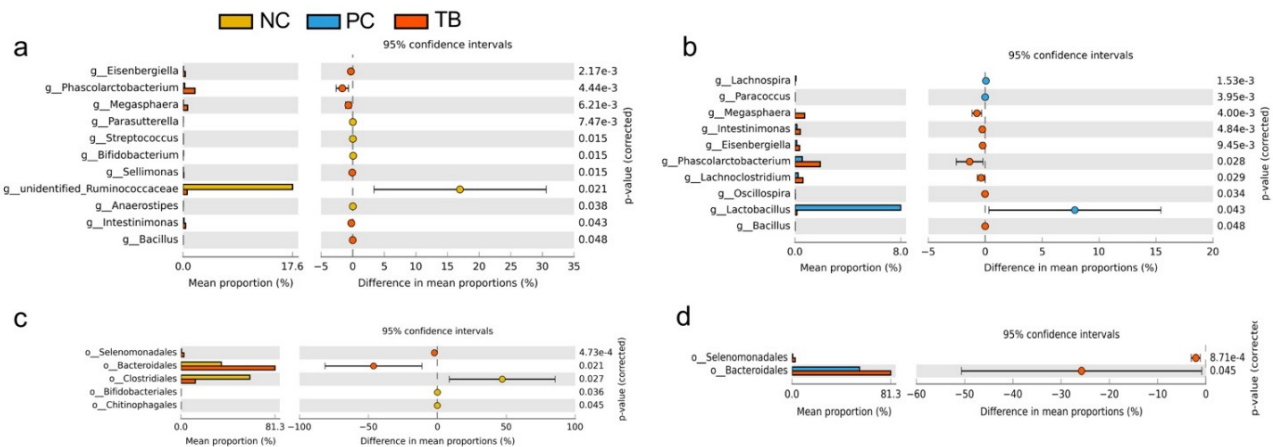 NC PC TB
a
95% confidence intervals
g__Eisenbergiella 2.17e-3
g__Phascolarctobacterium 4.44e-3
g__Megasphaera 6.21e-3
g__Parasutterella 7.47e-3
g__Streptococcus 0.015
g__Bifidobacterium 0.015
g__Sellimonas 0.015
g__unidentified_Ruminococcaceae 0.021
g__Anaerostipes 0.038
g__Intestinimonas 0.043
g__Bacillus 0.048
p-value (corrected)
0.0 17.6 −5 0 5 10 15 20 25 30 35
Mean proportion (%) Difference in mean proportions (%)
b
95% confidence intervals
g__Lachnospira 1.53e-3
g__Paracoccus 3.95e-3
g__Megasphaera 4.00e-3
g__Intestinimonas 4.84e-3
g__Eisenbergiella 9.45e-3
g__Phascolarctobacterium 0.028
g__Lachnoclostridium 0.029
g__Oscillospira 0.034
g__Lactobacillus 0.043
g__Bacillus 0.048
p-value (corrected)
0.0 8.0 −5 0 5 10 15 20
Mean proportion (%) Difference in mean proportions (%)
c
95% confidence intervals
o__Selenomonadales 4.73e-4
o__Bacteroidales 0.021
o__Clostridiales 0.027
o__Bifidobacteriales 0.036
o__Chitinophagales 0.045
p-value (corrected)
0.0 81.3 −100 −50 0 50 100
Mean proportion (%) Difference in mean proportions (%)
d
95% confidence intervals
o__Selenomonadales 8.71e-4
o__Bacteroidales 0.045
p-value (correcte
0.0 81.3 −60 −50 −40 −30 −20 −10 0
Mean proportion (%) Difference in mean proportions (%)